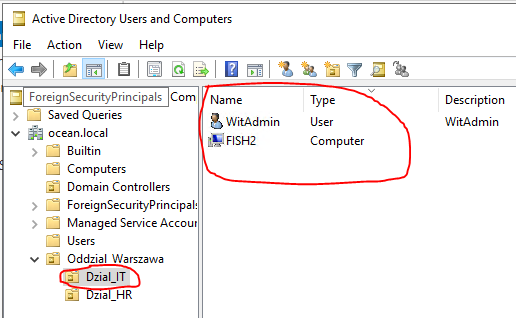 Active Directory Users and Computers
File Action View Help
ForeignSecurityPrincipals Com
Name Type Description
Saved Queries
WitAdmin User WitAdmin
ocean.local
FISH2 Computer
Builtin
Computers
Domain Controllers
ForeignSecurityPrincipals
Managed Service Accou
Users
Oddzial_Warszawa
Dzial_IT
Dzial_HR